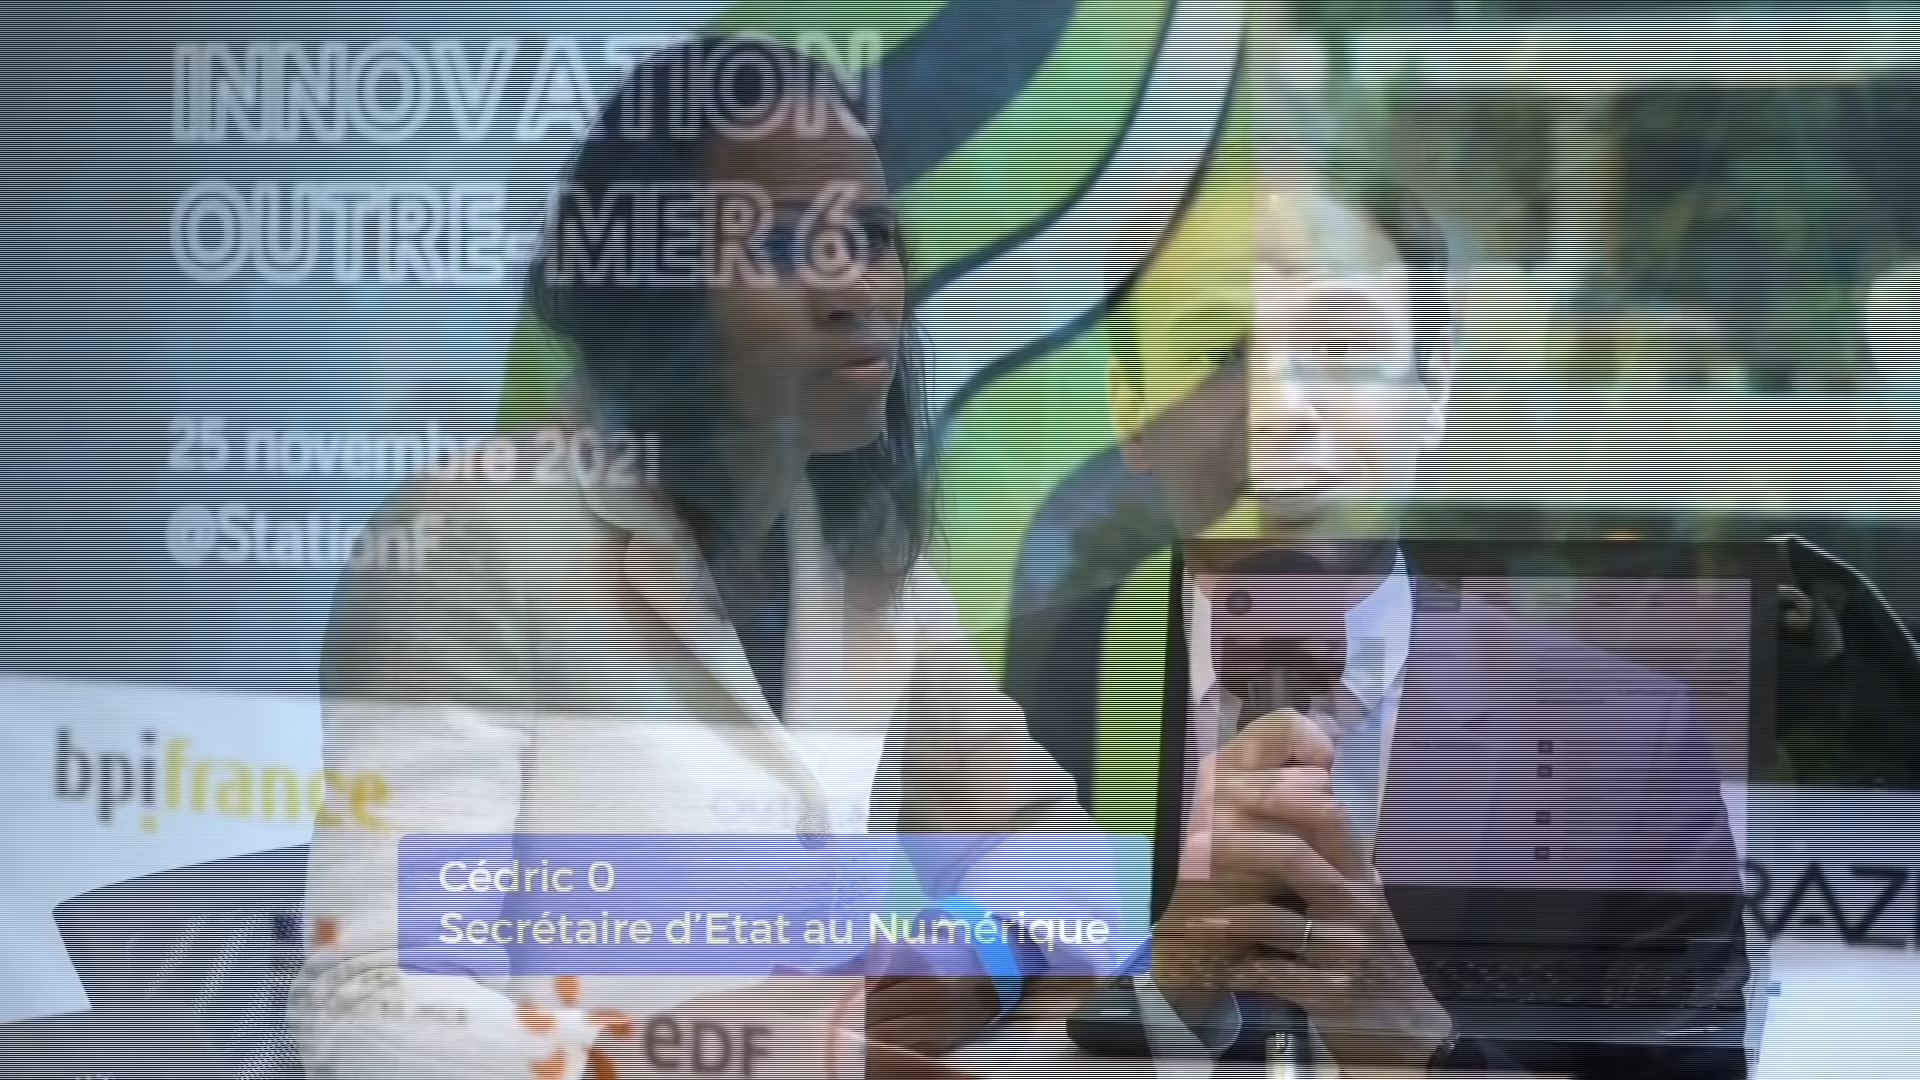 INNOVATION
OUTRE-MER 6
25 novembre 2021
@StationF
bpifrance
Cédric O
Secrétaire d'Etat au Numérique
eDF